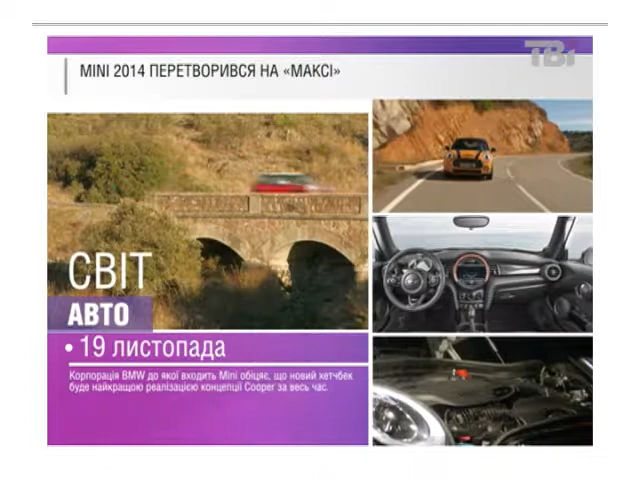 ТВі
MINI 2014 ПЕРЕТВОРИВСЯ НА «МАКСІ»
СВІТ
АВТО
• 19 листопада
Корпорація BMW до якої входить Mini обіцяє, що новий хетчбек
буде найкращою реалізацією концепції Cooper за весь час.